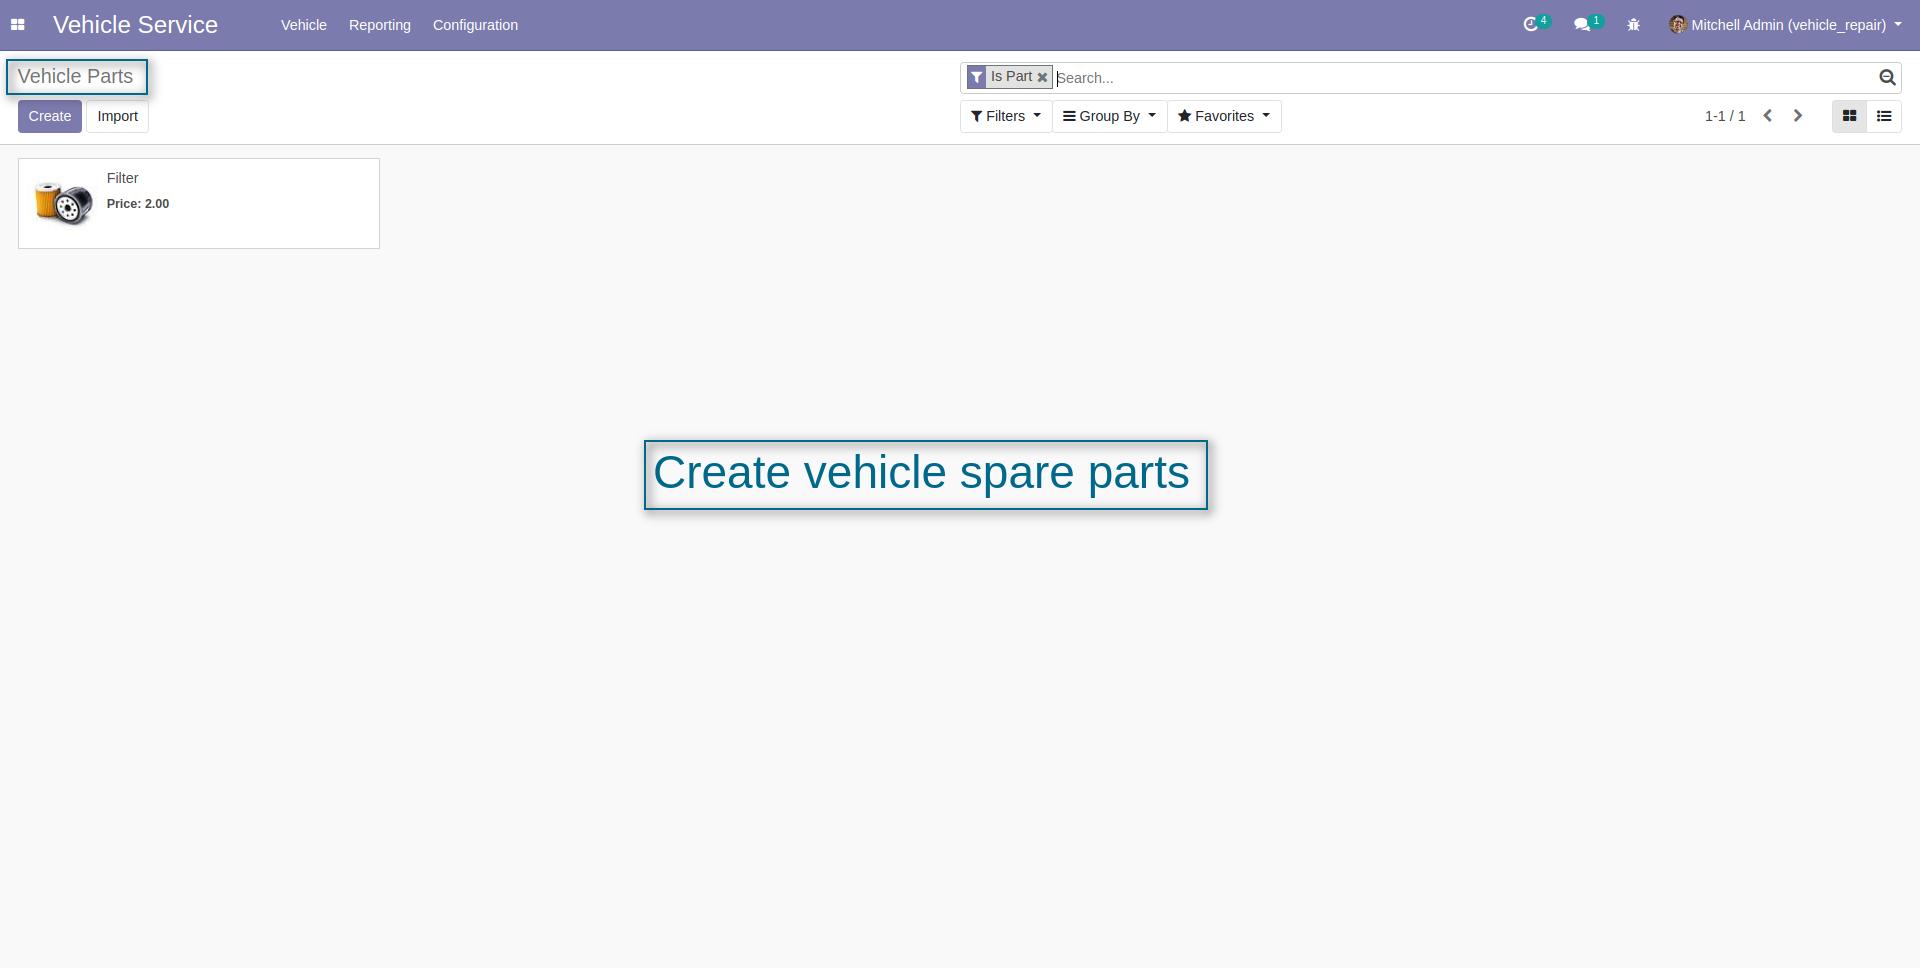 Vehicle Service Vehicle Reporting Configuration 4 1 Mitchell Admin (vehicle_repair)
Vehicle Parts Is Part Search...
Create Import Filters Group By Favorites 1-1 / 1
Filter
Price: 2.00
Create vehicle spare parts